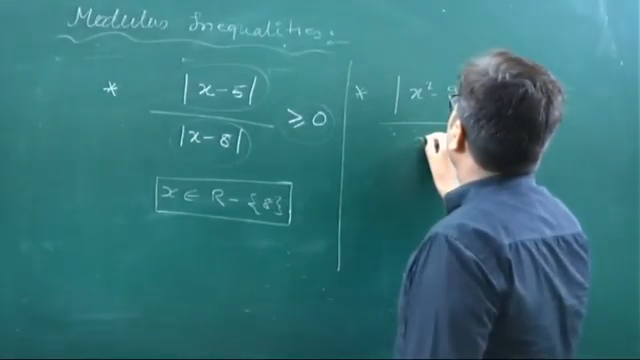 Modulus Inequalities:-
* |x-5| / |x-8| ≥ 0
x ∈ R - {8}
* |x² -